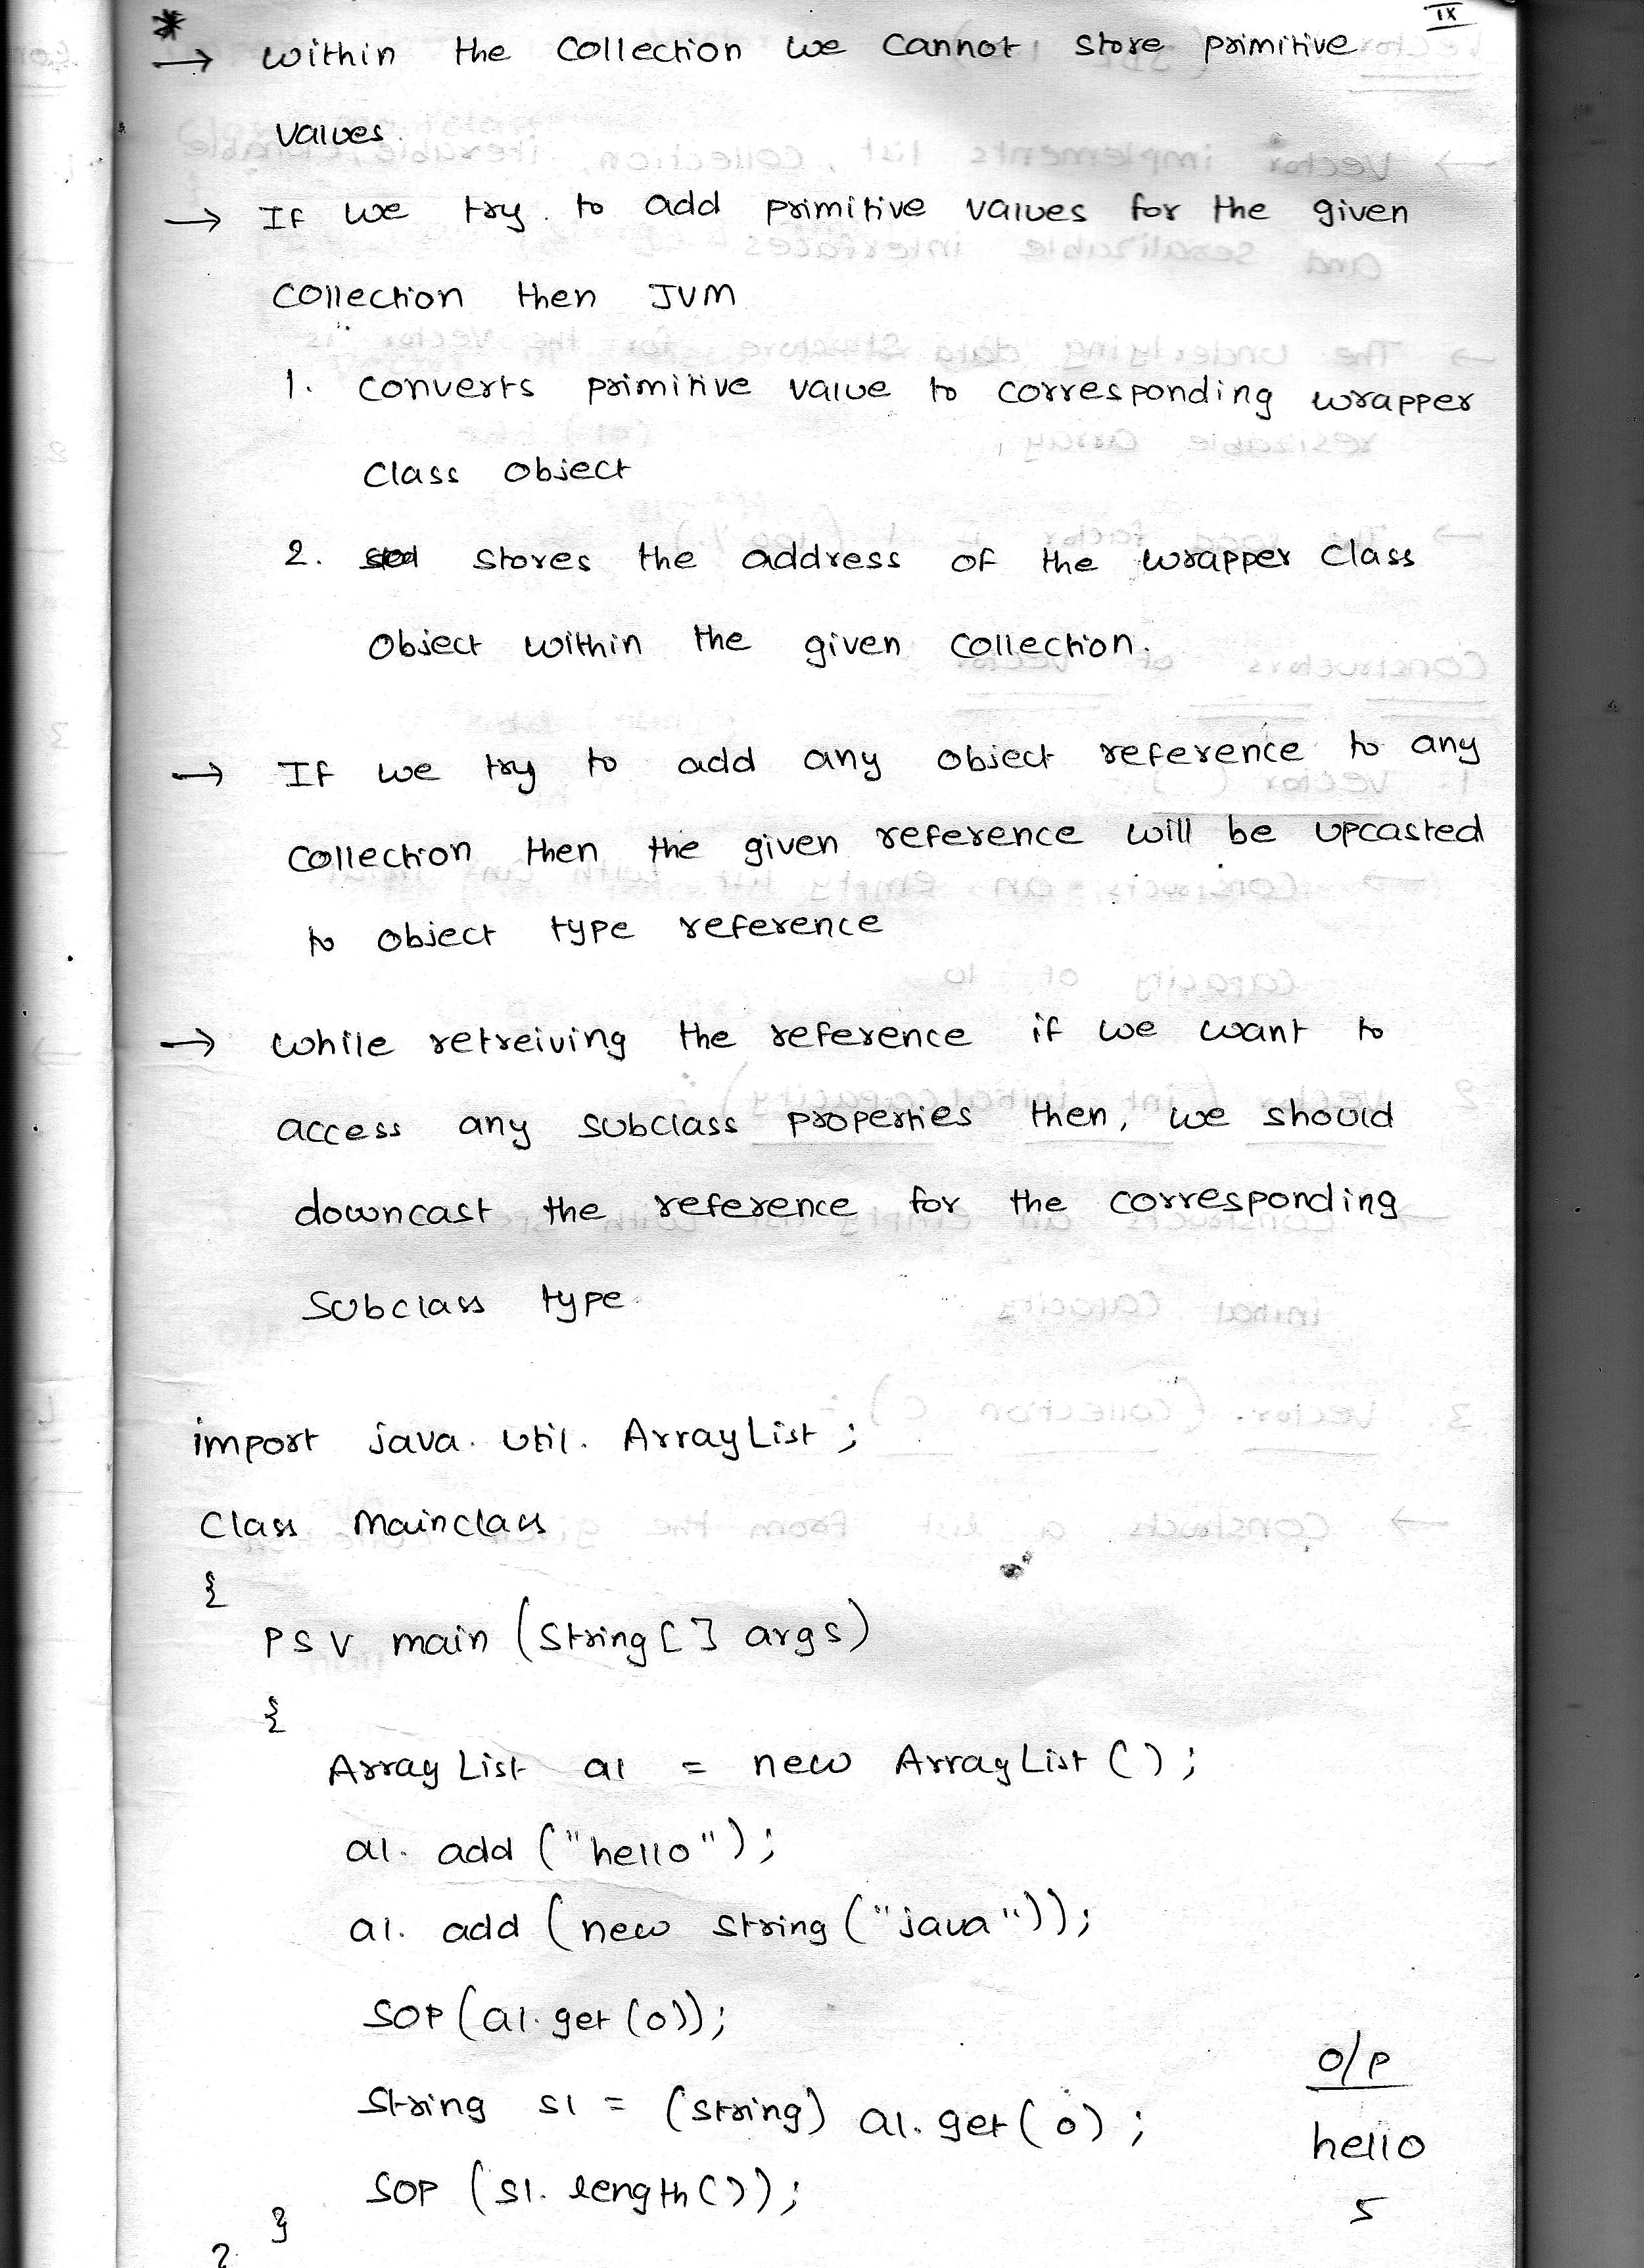 IX
* → within the Collection we cannot store primitive
values.
→ If we try to add primitive values for the given
Collection then JVM
1. converts primitive value to corresponding wrapper
Class Object
2. stores the address of the wrapper Class
Object within the given Collection.
→ If we try to add any object reference to any
Collection then the given reference will be upcasted
to Object type reference
→ while retreiving the reference if we want to
access any subclass properties then, we should
downcast the reference for the corresponding
Subclass type.
import java.util.ArrayList;
Class Mainclass
{
PSV main (String[] args)
{
ArrayList al = new ArrayList();
al.add ("hello");
al.add (new String ("java"));
SOP (al.get(0));
String s1 = (String) al.get(0);
SOP (s1.length());
}
o/p
hello
5